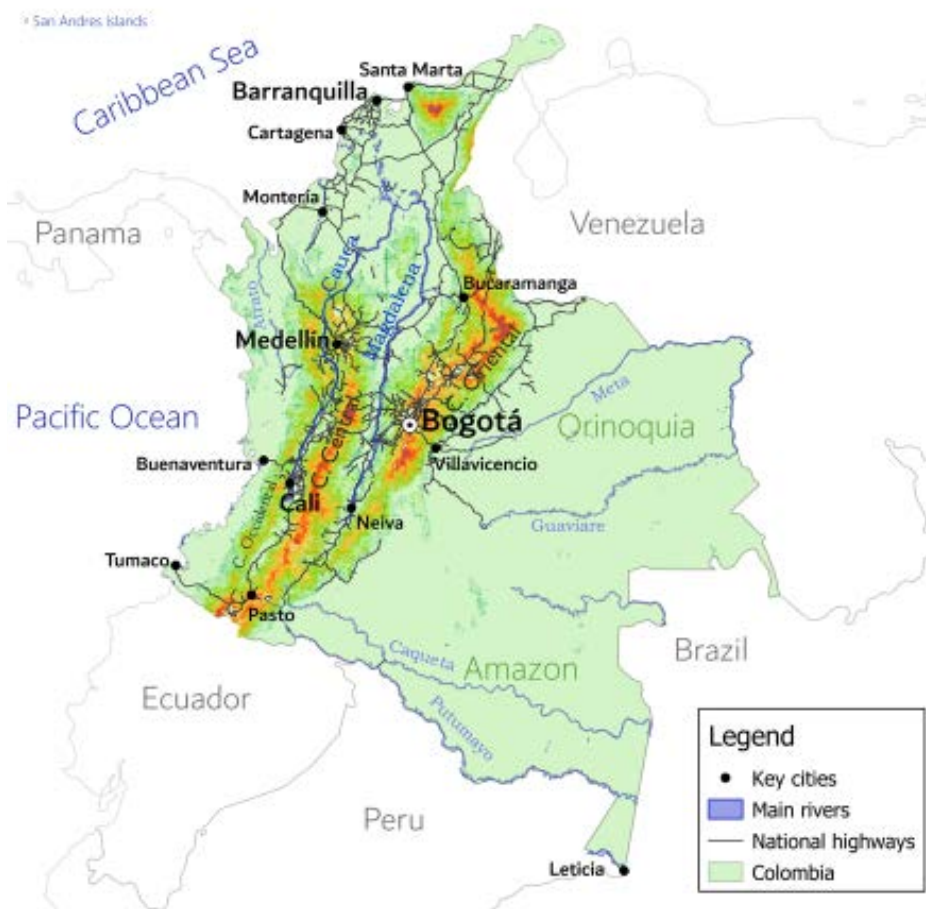 San Andres Islands
Caribbean Sea
Santa Marta
Barranquilla
Cartagena
Montería
Panama
Venezuela
Bucaramanga
Cauca
Magdalena
Atrato
Medellín
C. Oriental
Meta
Pacific Ocean
Bogotá
Orinoquia
C. Central
Buenaventura
Villavicencio
Cali
C. Occidental
Neiva
Guaviare
Tumaco
Pasto
Caqueta
Amazon
Brazil
Ecuador
Putumayo
Peru
Leticia
Legend
Key cities
Main rivers
National highways
Colombia